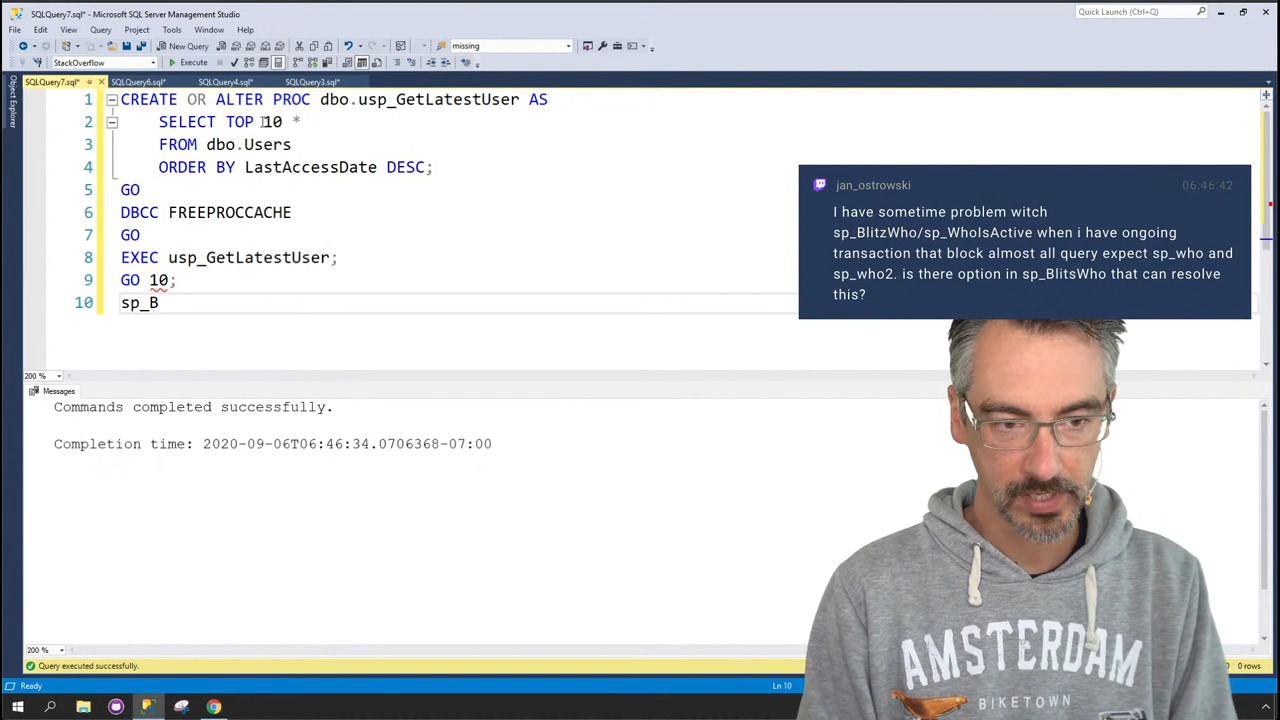 SQLQuery7.sql* - Microsoft SQL Server Management Studio
Quick Launch (Ctrl+Q)
File Edit View Query Project Tools Window Help
New Query
missing
StackOverflow
Execute
Object Explorer
SQLQuery7.sql* SQLQuery6.sql* SQLQuery4.sql* SQLQuery3.sql*
1 CREATE OR ALTER PROC dbo.usp_GetLatestUser AS
2 SELECT TOP 10 *
3 FROM dbo.Users
4 ORDER BY LastAccessDate DESC;
5 GO
6 DBCC FREEPROCCACHE
7 GO
8 EXEC usp_GetLatestUser;
9 GO 10;
10 sp_B
jan_ostrowski 06:46:42
I have sometime problem witch
sp_BlitzWho/sp_WhoIsActive when i have ongoing
transaction that block almost all query expect sp_who and
sp_who2. is there option in sp_BlitsWho that can resolve
this?
200 %
Messages
Commands completed successfully.
Completion time: 2020-09-06T06:46:34.0706368-07:00
200 %
Query executed successfully.
0 rows
Ready
Ln 10
AMSTERDAM
BIKETOWN